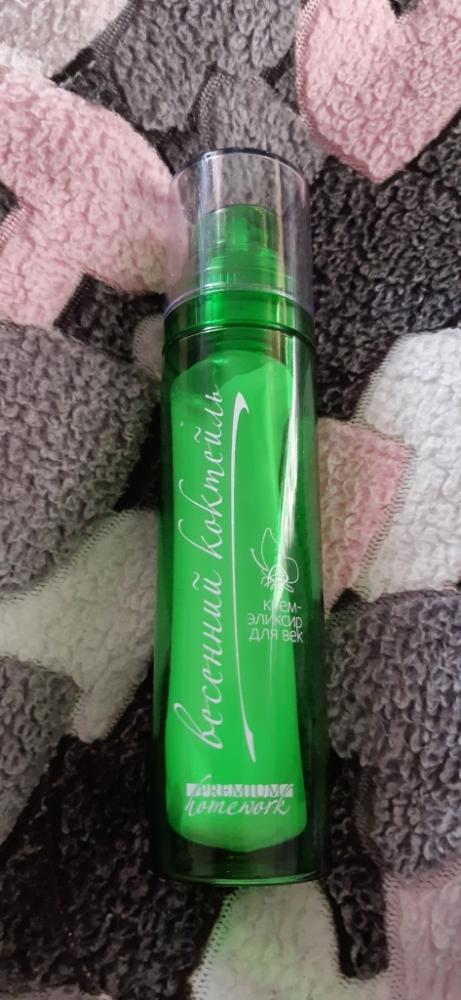 весенний коктейль
крем-
эликсир
для век
PREMIUM
homework